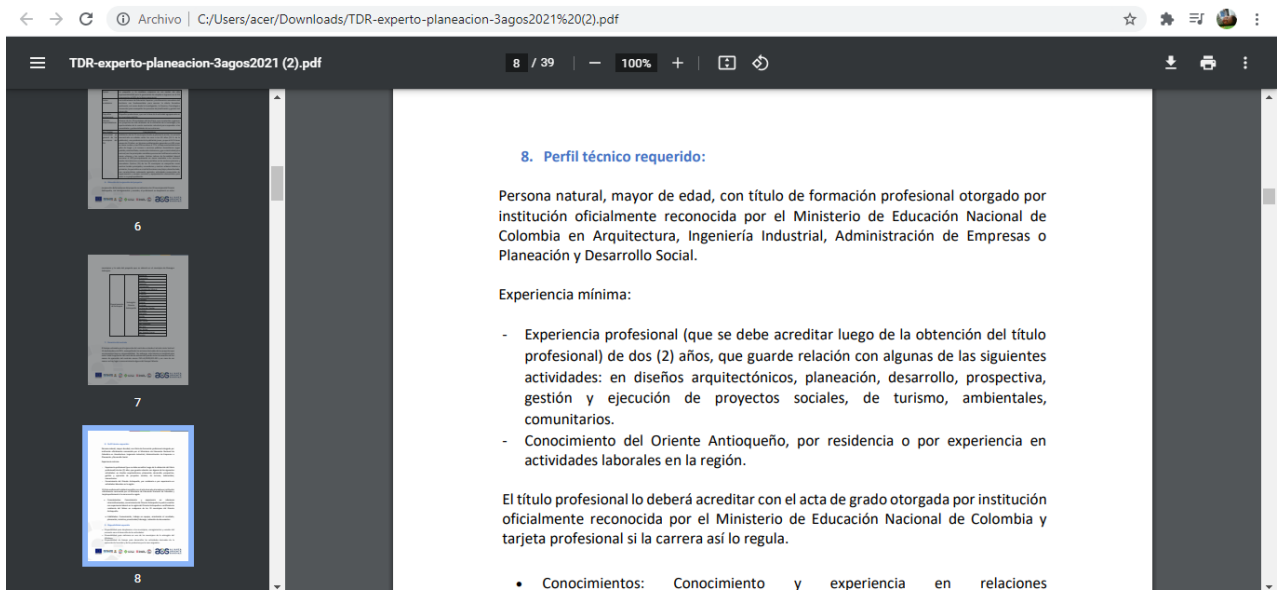 Archivo
C:/Users/acer/Downloads/TDR-experto-planeacion-3agos2021%20(2).pdf
TDR-experto-planeacion-3agos2021 (2).pdf
8 / 39
100%
6
7
8
8. Perfil técnico requerido:
Persona natural, mayor de edad, con título de formación profesional otorgado por
institución oficialmente reconocida por el Ministerio de Educación Nacional de
Colombia en Arquitectura, Ingeniería Industrial, Administración de Empresas o
Planeación y Desarrollo Social.
Experiencia mínima:
- Experiencia profesional (que se debe acreditar luego de la obtención del título
profesional) de dos (2) años, que guarde relación con algunas de las siguientes
actividades: en diseños arquitectónicos, planeación, desarrollo, prospectiva,
gestión y ejecución de proyectos sociales, de turismo, ambientales,
comunitarios.
- Conocimiento del Oriente Antioqueño, por residencia o por experiencia en
actividades laborales en la región.
El título profesional lo deberá acreditar con el acta de grado otorgada por institución
oficialmente reconocida por el Ministerio de Educación Nacional de Colombia y
tarjeta profesional si la carrera así lo regula.
• Conocimientos: Conocimiento y experiencia en relaciones